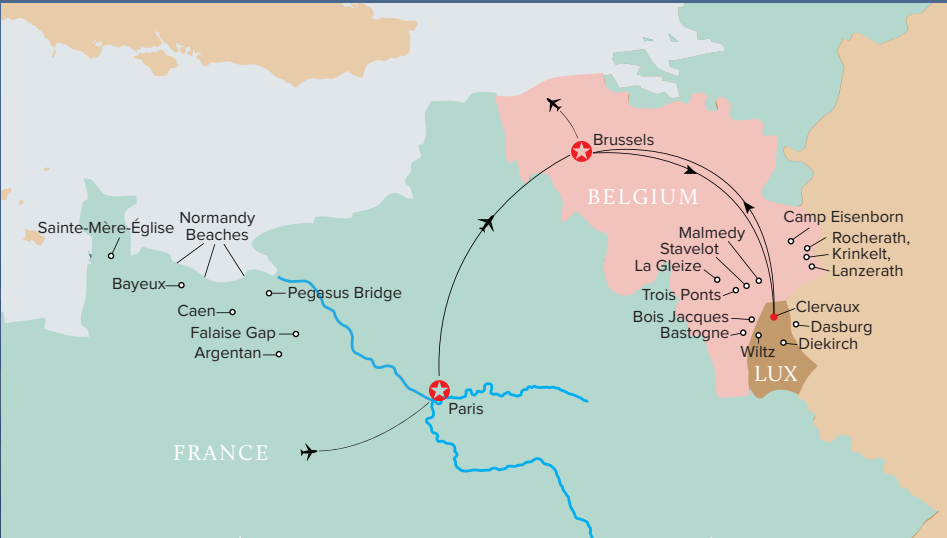 Brussels
BELGIUM
Sainte-Mère-Église
Normandy
Beaches
Camp Eisenborn
Malmedy
Rocherath,
Stavelot
Krinkelt,
La Gleize
Lanzerath
Bayeux
Pegasus Bridge
Trois Ponts
Caen
Clervaux
Bois Jacques
Dasburg
Falaise Gap
Bastogne
Diekirch
Argentan
Wiltz
LUX
Paris
FRANCE